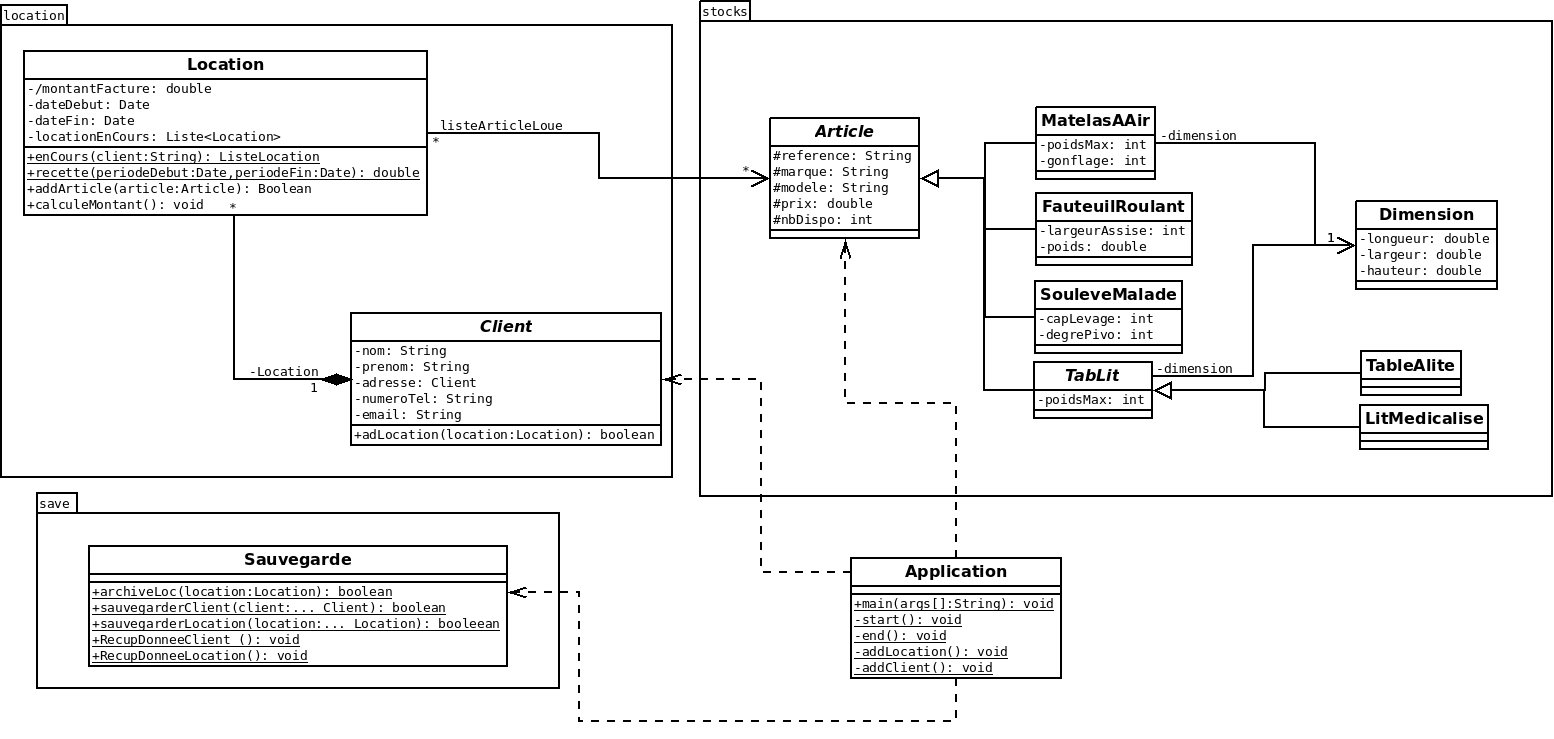 location
Location
-/montantFacture: double
-dateDebut: Date
-dateFin: Date
-locationEnCours: Liste<Location>
+enCours(client:String): ListeLocation
+recette(periodeDebut:Date,periodeFin:Date): double
+addArticle(article:Article): Boolean
+calculeMontant(): void
*
listeArticleLoue
*
*
-Location
1
Client
-nom: String
-prenom: String
-adresse: Client
-numeroTel: String
-email: String
+adLocation(location:Location): boolean
stocks
Article
#reference: String
#marque: String
#modele: String
#prix: double
#nbDispo: int
MatelasAAir
-poidsMax: int
-gonflage: int
-dimension
FauteuilRoulant
-largeurAssise: int
-poids: double
SouleveMalade
-capLevage: int
-degrePivo: int
TabLit
-poidsMax: int
-dimension
1
Dimension
-longueur: double
-largeur: double
-hauteur: double
TableAlite
LitMedicalise
save
Sauvegarde
+archiveLoc(location:Location): boolean
+sauvegarderClient(client:... Client): boolean
+sauvegarderLocation(location:... Location): booleean
+RecupDonneeClient (): void
+RecupDonneeLocation(): void
Application
+main(args[]:String): void
-start(): void
-end(): void
-addLocation(): void
-addClient(): void